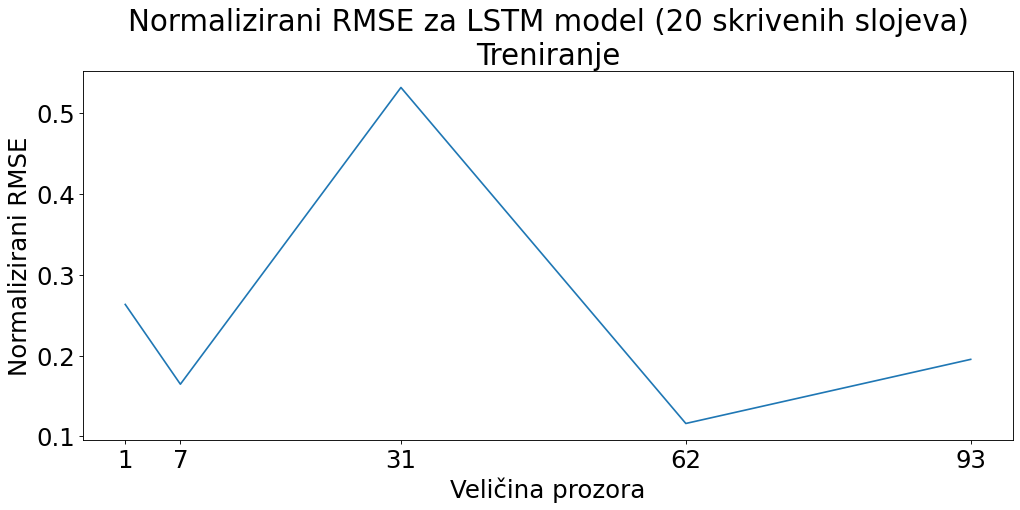 Normalizirani RMSE za LSTM model (20 skrivenih slojeva)
Treniranje
Normalizirani RMSE
0.5
0.4
0.3
0.2
0.1
1 7 31 62 93
Veličina prozora